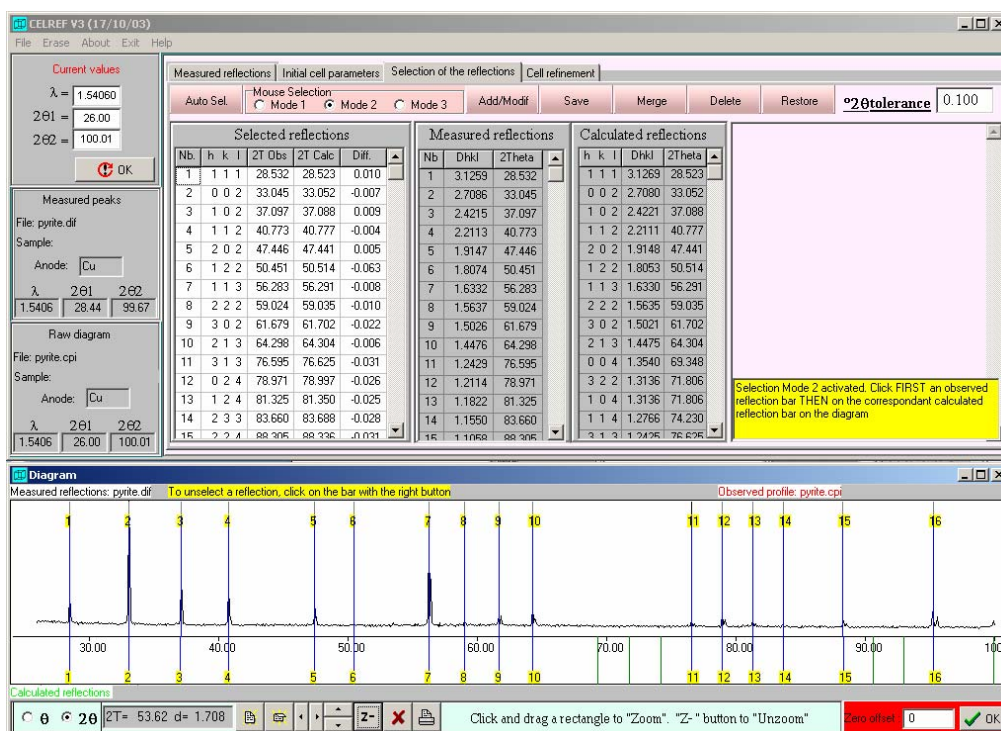 CELREF V3 (17/10/03)
File Erase About Exit Help
Current values
λ = 1.54060
2θ1 = 26.00
2θ2 = 100.01
OK
Measured peaks
File: pyrite.dif
Sample:
Anode: Cu
λ 2θ1 2θ2
1.5406 28.44 99.67
Raw diagram
File: pyrite.cpi
Sample:
Anode: Cu
λ 2θ1 2θ2
1.5406 26.00 100.01
Measured reflections Initial cell parameters Selection of the reflections Cell refinement
Auto Sel. Mouse Selection Mode 1 Mode 2 Mode 3 Add/Modif Save Merge Delete Restore °2θtolerance 0.100
Selected reflections
Nb. h k l 2T Obs 2T Calc Diff.
1 1 1 1 28.532 28.523 0.010
2 0 0 2 33.045 33.052 -0.007
3 1 0 2 37.097 37.088 0.009
4 1 1 2 40.773 40.777 -0.004
5 2 0 2 47.446 47.441 0.005
6 1 2 2 50.451 50.514 -0.063
7 1 1 3 56.283 56.291 -0.008
8 2 2 2 59.024 59.035 -0.010
9 3 0 2 61.679 61.702 -0.022
10 2 1 3 64.298 64.304 -0.006
11 3 1 3 76.595 76.625 -0.031
12 0 2 4 78.971 78.997 -0.026
13 1 2 4 81.325 81.350 -0.025
14 2 3 3 83.660 83.688 -0.028
15 2 2 4 88.305 88.336 -0.031
Measured reflections
Nb Dhkl 2Theta
1 3.1259 28.532
2 2.7086 33.045
3 2.4215 37.097
4 2.2113 40.773
5 1.9147 47.446
6 1.8074 50.451
7 1.6332 56.283
8 1.5637 59.024
9 1.5026 61.679
10 1.4476 64.298
11 1.2429 76.595
12 1.2114 78.971
13 1.1822 81.325
14 1.1550 83.660
15 1.1058 88.305
Calculated reflections
h k l Dhkl 2Theta
1 1 1 3.1269 28.523
0 0 2 2.7080 33.052
1 0 2 2.4221 37.088
1 1 2 2.2111 40.777
2 0 2 1.9148 47.441
1 2 2 1.8053 50.514
1 1 3 1.6330 56.291
2 2 2 1.5635 59.035
3 0 2 1.5021 61.702
2 1 3 1.4475 64.304
0 0 4 1.3540 69.348
3 2 2 1.3136 71.806
1 0 4 1.3136 71.806
1 1 4 1.2766 74.230
3 1 3 1.2425 76.625
Selection Mode 2 activated. Click FIRST an observed
reflection bar THEN on the correspondant calculated
reflection bar on the diagram
Diagram
Measured reflections: pyrite.dif To unselect a reflection, click on the bar with the right button Observed profile: pyrite.cpi
1 2 3 4 5 6 7 8 9 10 11 12 13 14 15 16
30.00 40.00 50.00 60.00 70.00 80.00 90.00 100
1 2 3 4 5 6 7 8 9 10 11 12 13 14 15 16
Calculated reflections
θ 2θ 2T= 53.62 d= 1.708 Z- Click and drag a rectangle to "Zoom". "Z-" button to "Unzoom" Zero offset: 0 OK